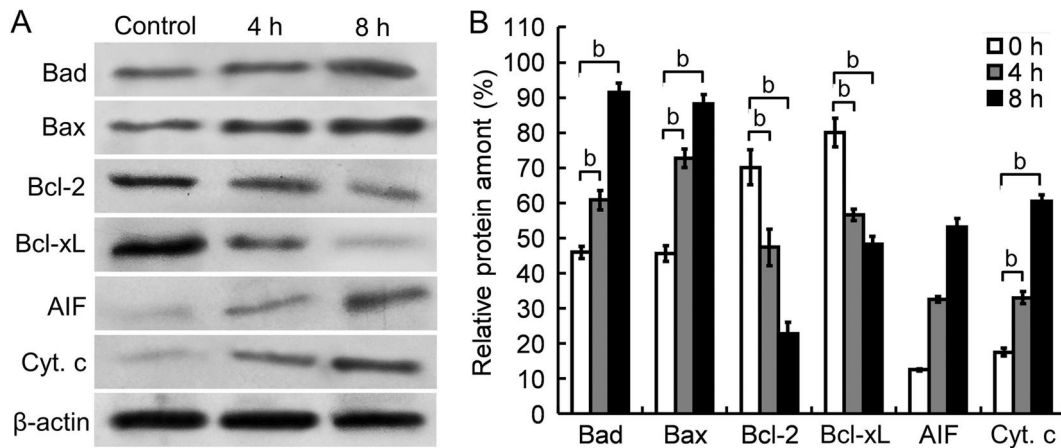 A
Control 4 h 8 h
Bad
Bax
Bcl-2
Bcl-xL
AIF
Cyt. c
β-actin
B
Relative protein amont (%)
110
100
90
80
70
60
50
40
30
20
10
0
b
b
b
b
b
b
b
b
b
b
0 h
4 h
8 h
Bad Bax Bcl-2 Bcl-xL AIF Cyt. c